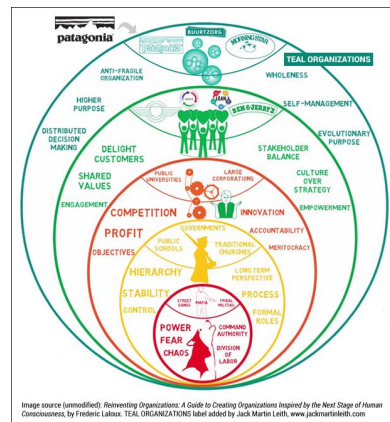 patagonia
BUURTZORG
patagonia
MORNING STAR
TEAL ORGANIZATIONS
ANTI-FRAGILE
ORGANIZATION
WHOLENESS
HIGHER
PURPOSE
SELF-MANAGEMENT
DISTRIBUTED
DECISION
MAKING
EVOLUTIONARY
PURPOSE
LEAN
BEN & JERRY'S
DELIGHT
CUSTOMERS
STAKEHOLDER
BALANCE
SHARED
VALUES
CULTURE
OVER
STRATEGY
ENGAGEMENT
EMPOWERMENT
PUBLIC
UNIVERSITIES
LARGE
CORPORATIONS
COMPETITION
INNOVATION
PROFIT
ACCOUNTABILITY
OBJECTIVES
MERITOCRACY
GOVERNMENTS
PUBLIC
SCHOOLS
TRADITIONAL
CHURCHES
HIERARCHY
LONG TERM
PERSPECTIVE
STABILITY
PROCESS
CONTROL
FORMAL
ROLES
STREET
GANGS
MAFIA
TRIBAL
MILITIAS
POWER
FEAR
CHAOS
COMMAND
AUTHORITY
DIVISION
OF LABOR
Image source (unmodified): Reinventing Organizations: A Guide to Creating Organizations Inspired by the Next Stage of Human
Consciousness, by Frederic Laloux. TEAL ORGANIZATIONS label added by Jack Martin Leith, www.jackmartinleith.com